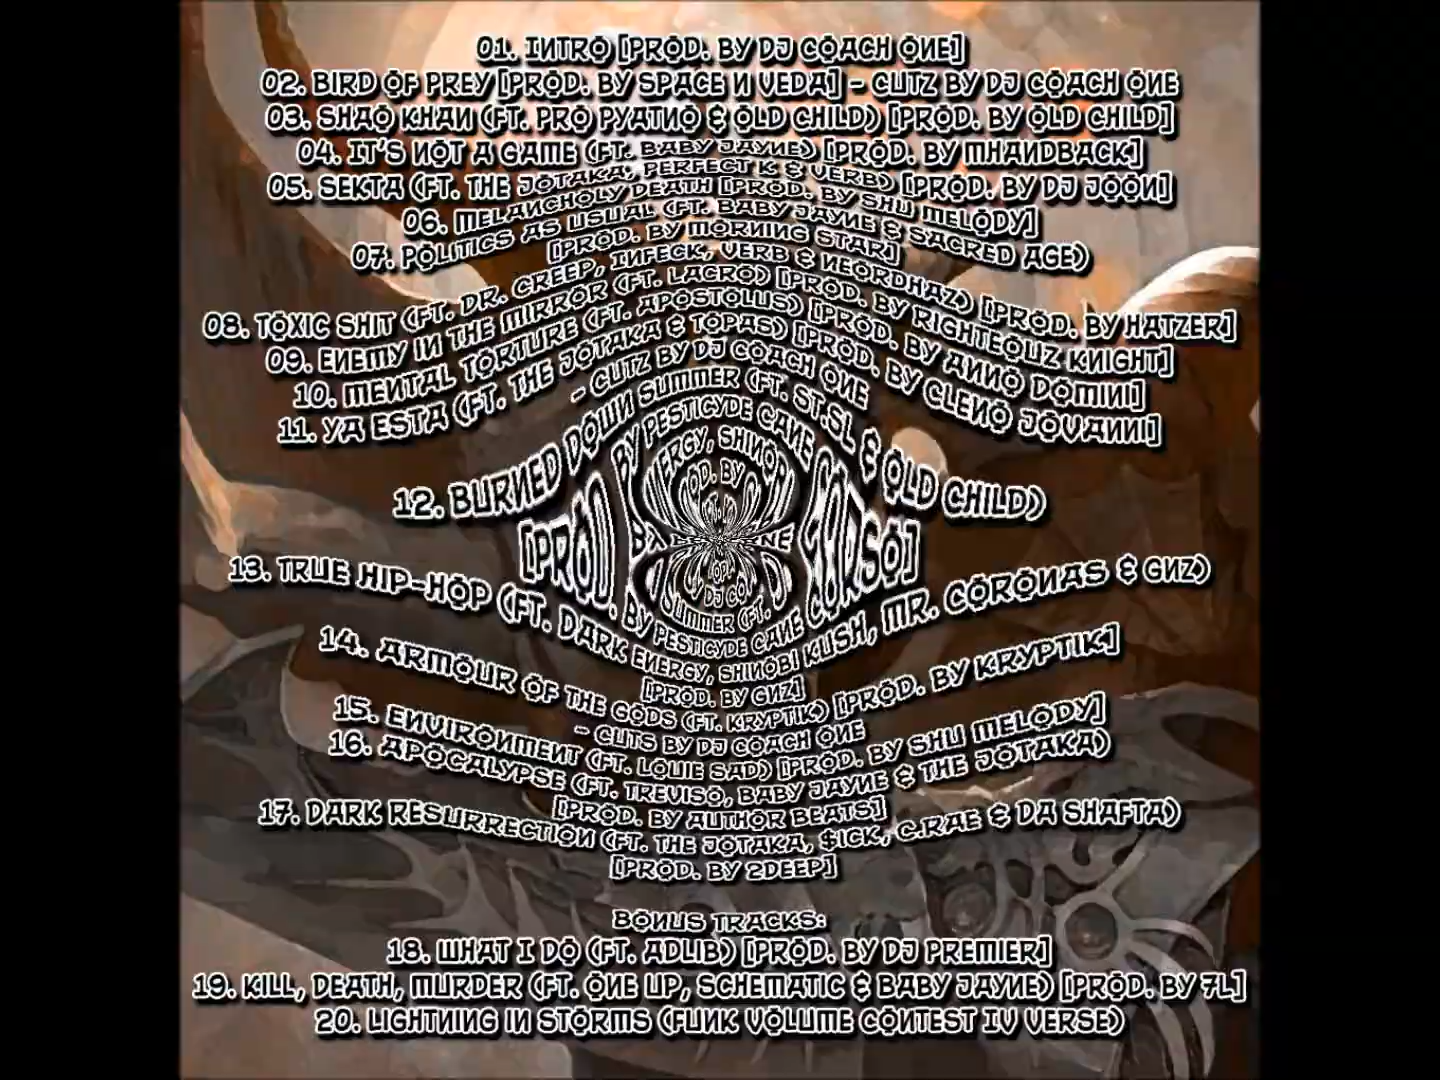 01. INTRO [PROD. BY DJ COACH ONE]
02. BIRD OF PREY [PROD. BY SPACE N VEDA] - CUTZ BY DJ COACH ONE
03. SHAO KHAN (FT. PRO PYATNO & OLD CHILD) [PROD. BY OLD CHILD]
04. IT'S NOT A GAME (FT. BABY JAYNE) [PROD. BY MHANDBACK]
05. SEKTA (FT. THE JOTAKA, PERFECT K & VERB) [PROD. BY DJ JOON]
06. MELANCHOLY DEATH [PROD. BY SHU MELODY]
07. POLITICS AS USUAL (FT. BABY JAYNE & SACRED AGE)
[PROD. BY MORNING STAR]
08. TOXIC SHIT (FT. DR. CREEP, INFECK, VERB & NEORDHAZ) [PROD. BY HATZER]
09. ENEMY IN THE MIRROR (FT. LACRO) [PROD. BY RIGHTEOUZ KNIGHT]
10. MENTAL TORTURE (FT. APOSTOLUS) [PROD. BY ANNO DOMINI]
11. YA ESTA (FT. THE JOTAKA & TOPAS) [PROD. BY CLENO JOVANNI]
- CUTZ BY DJ COACH ONE
12. BURNED DOWN SUMMER (FT. ST.SL & OLD CHILD)
[PROD. BY PESTICYDE CANE CORSO]
13. TRUE HIP-HOP (FT. DARK ENERGY, SHINOBI KUSH, MR. CORONAS & GNZ)
[PROD. BY GNZ]
14. ARMOUR OF THE GODS (FT. KRYPTIK) [PROD. BY KRYPTIK]
- CUTS BY DJ COACH ONE
15. ENVIRONMENT (FT. LOUIE SAD) [PROD. BY SHU MELODY]
16. APOCALYPSE (FT. TREVISO, BABY JAYNE & THE JOTAKA)
[PROD. BY AUTHOR BEATS]
17. DARK RESURRECTION (FT. THE JOTAKA, $ICK, C.RAE & DA SHAFTA)
[PROD. BY 2DEEP]
BONUS TRACKS:
18. WHAT I DO (FT. ADLIB) [PROD. BY DJ PREMIER]
19. KILL, DEATH, MURDER (FT. ONE UP, SCHEMATIC & BABY JAYNE) [PROD. BY 7L]
20. LIGHTNING IN STORMS (FUNK VOLUME CONTEST IV VERSE)